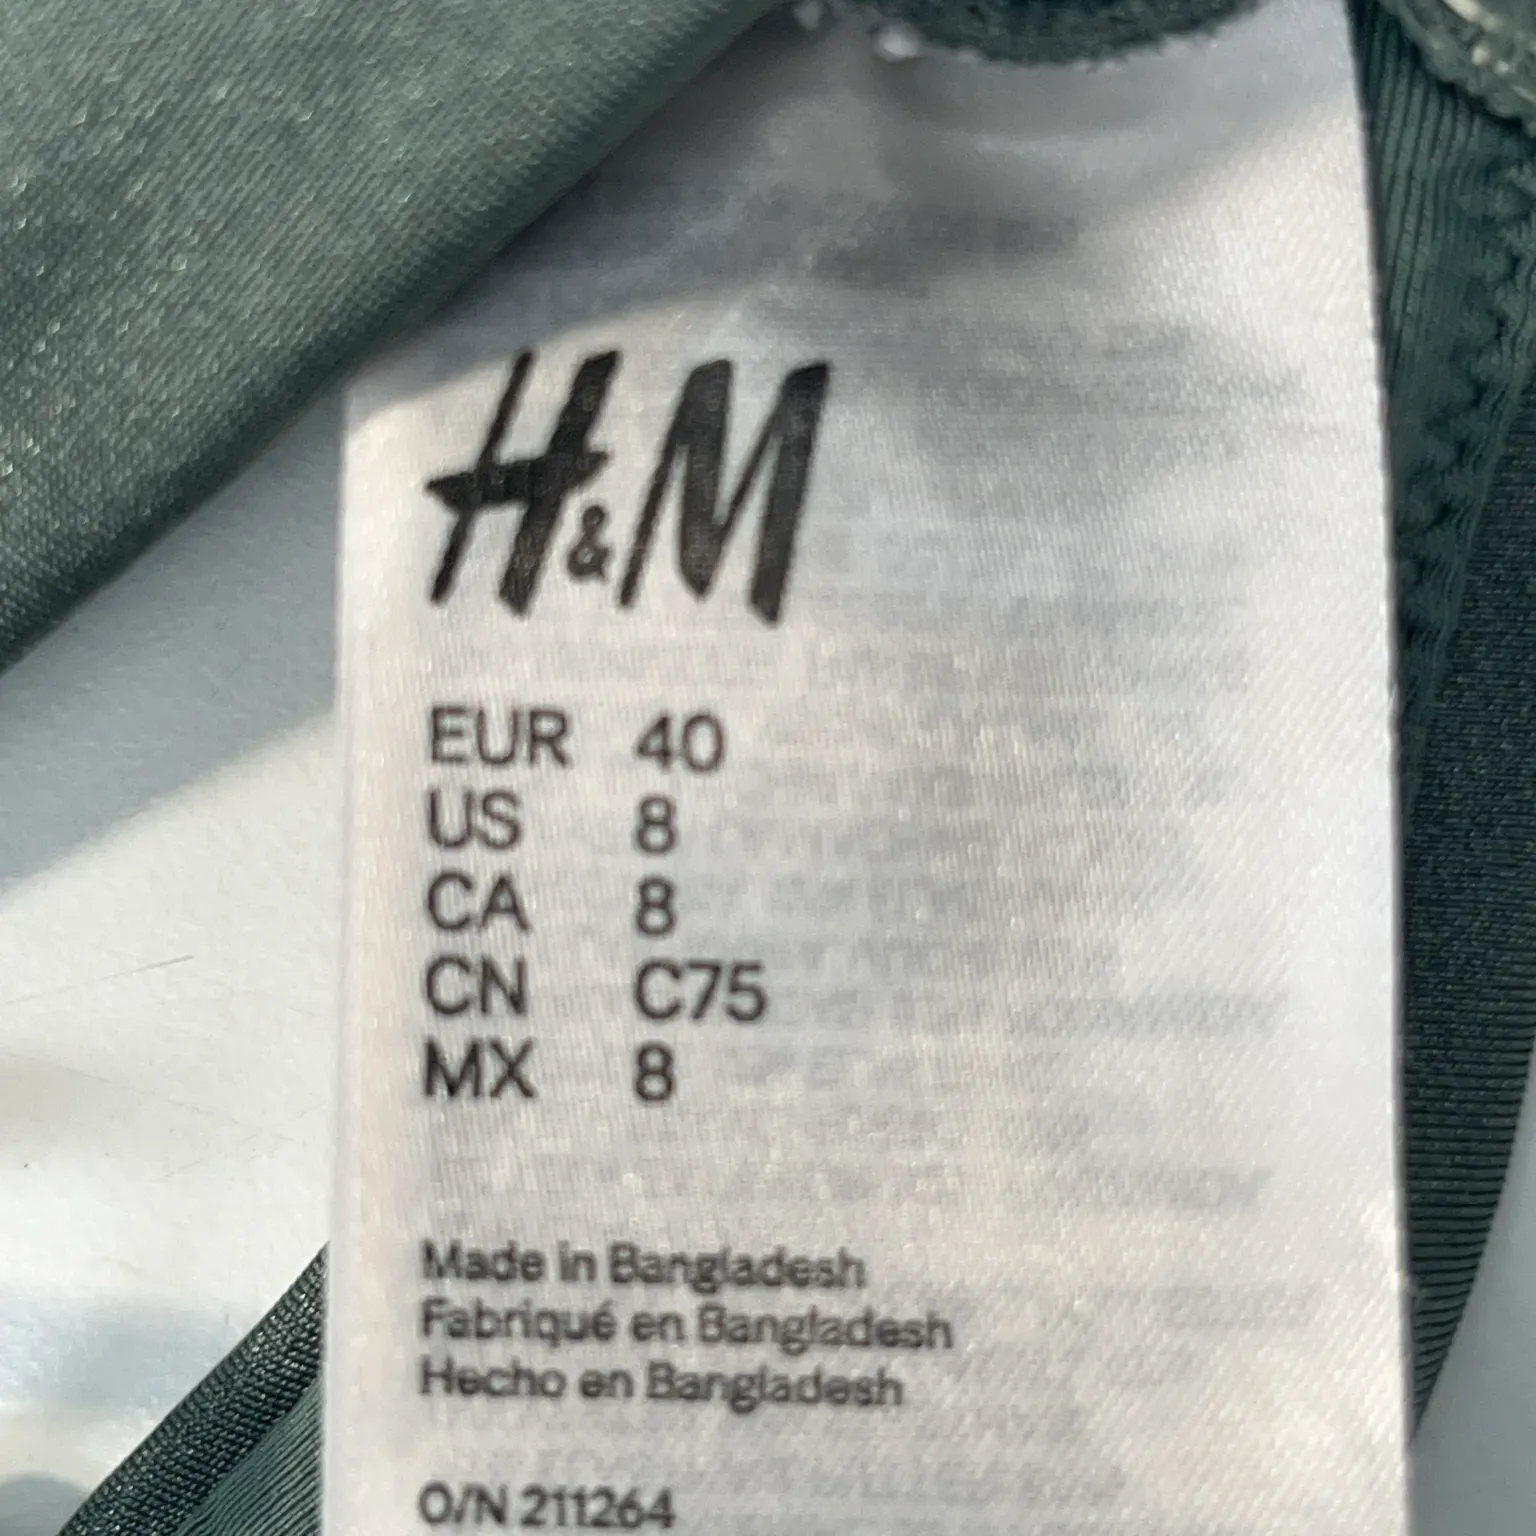 H&M
EUR 40
US 8
CA 8
CN C75
MX 8
Made in Bangladesh
Fabriqué en Bangladesh
Hecho en Bangladesh
O/N 211264